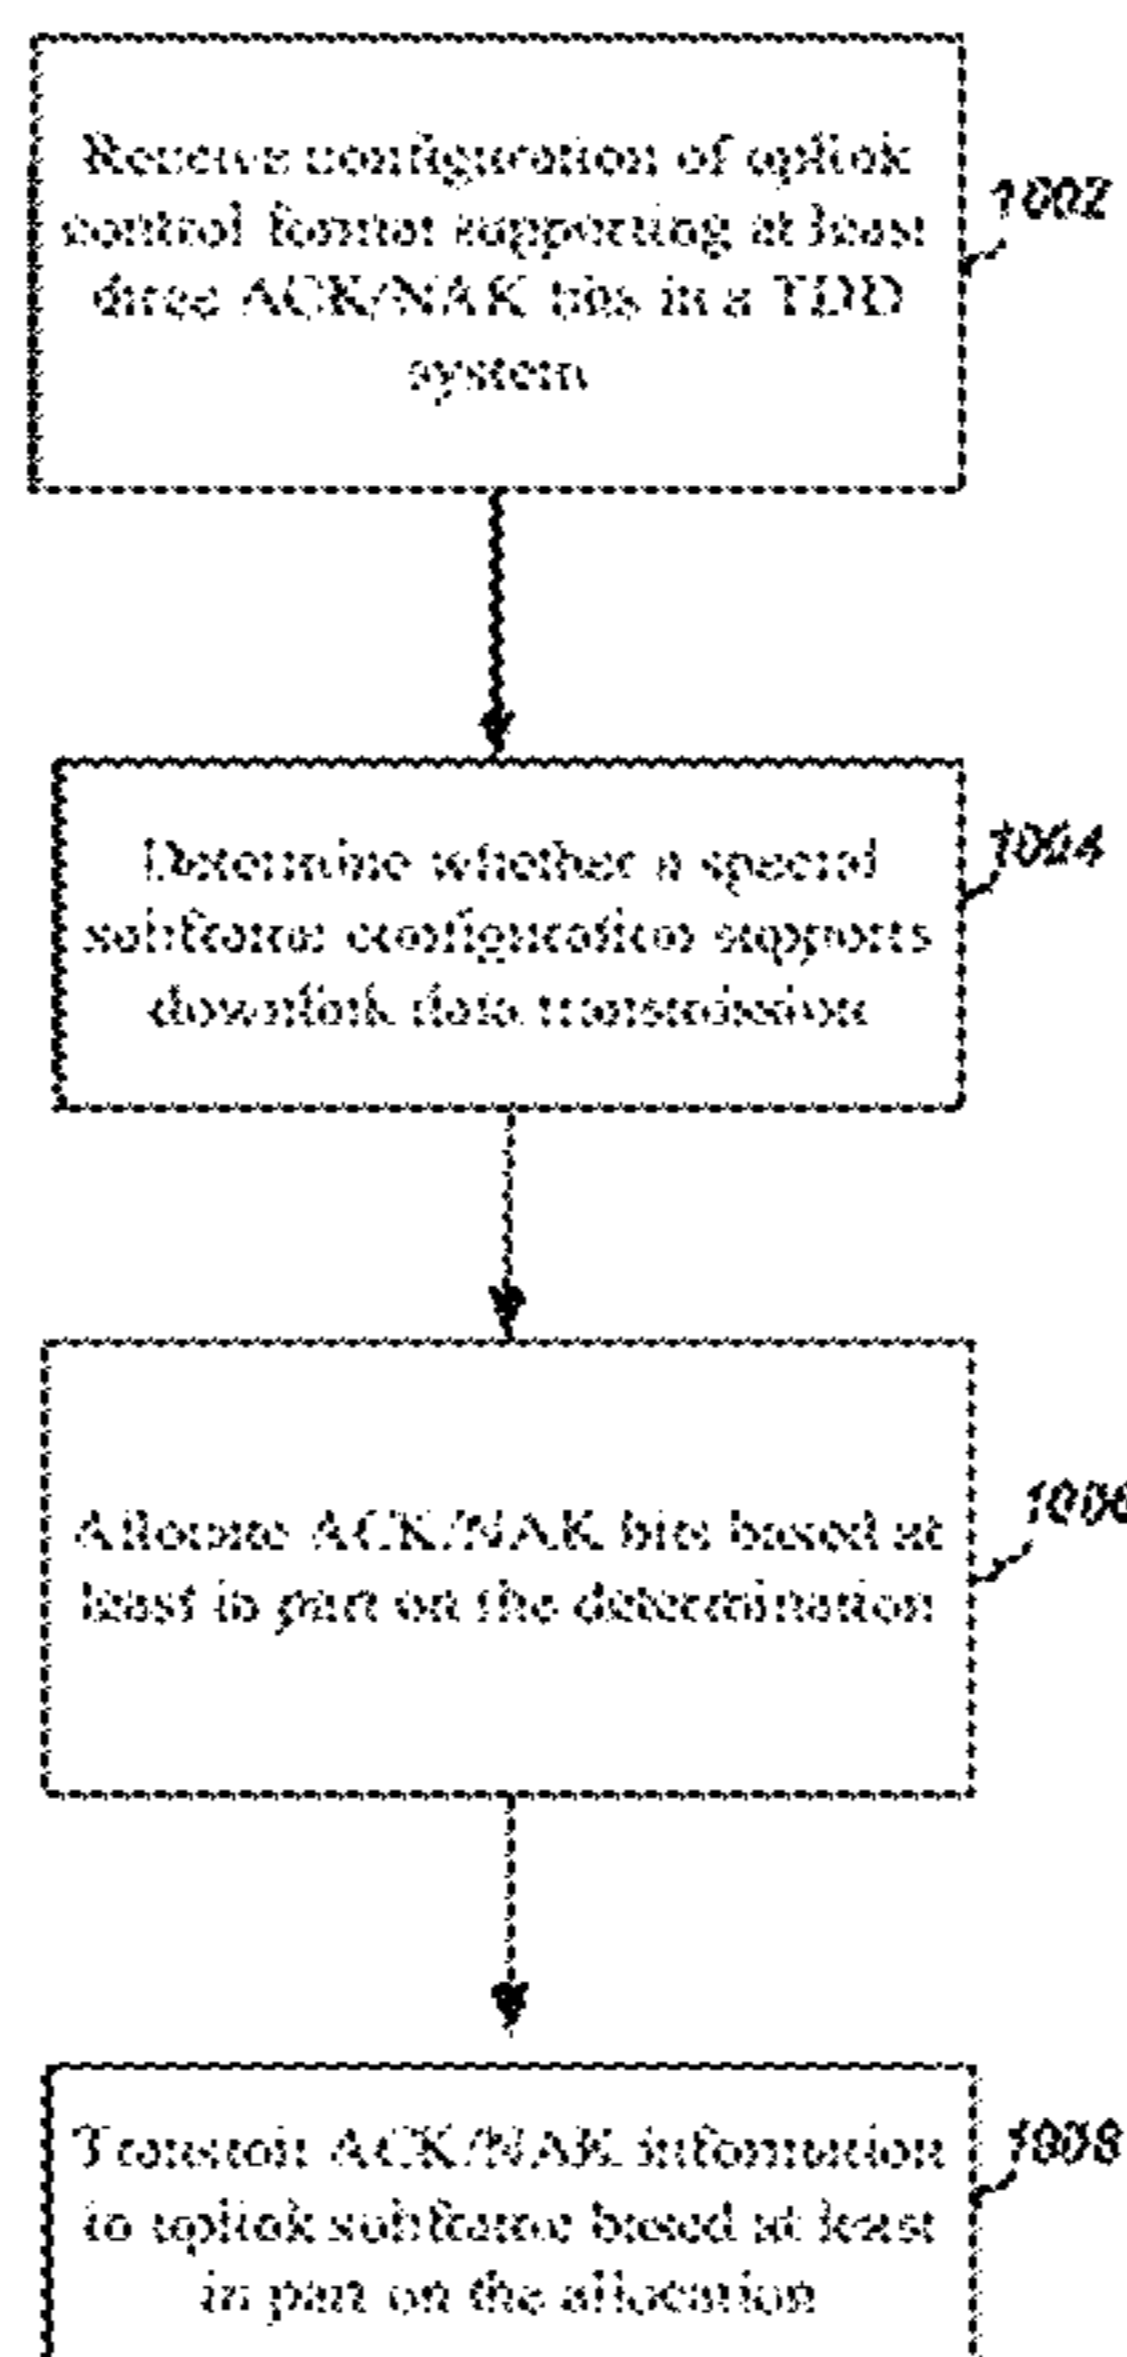 Receive configuration of uplink
control format supporting at least
three ACK/NAK bits in a TDD
system
1002
Determine whether a special
subframe configuration supports
downlink data transmission
1004
Allocate ACK/NAK bits based at
least in part on the determination
1006
Transmit ACK/NAK information
in uplink subframe based at least
in part on the allocation
1008